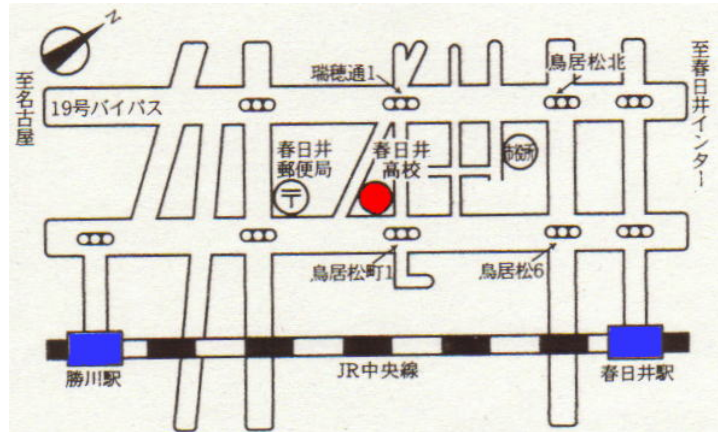 N
至名古屋
19号バイパス
瑞穂通1
鳥居松北
至春日井インター
春日井
郵便局
〒
春日井
高校
市役所
鳥居松町1
鳥居松6
勝川駅
JR中央線
春日井駅